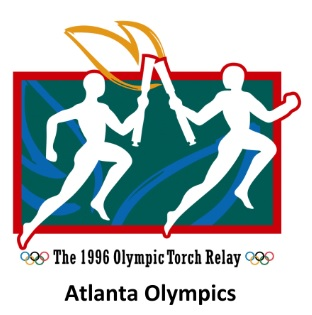 The 1996 Olympic Torch Relay
Atlanta Olympics